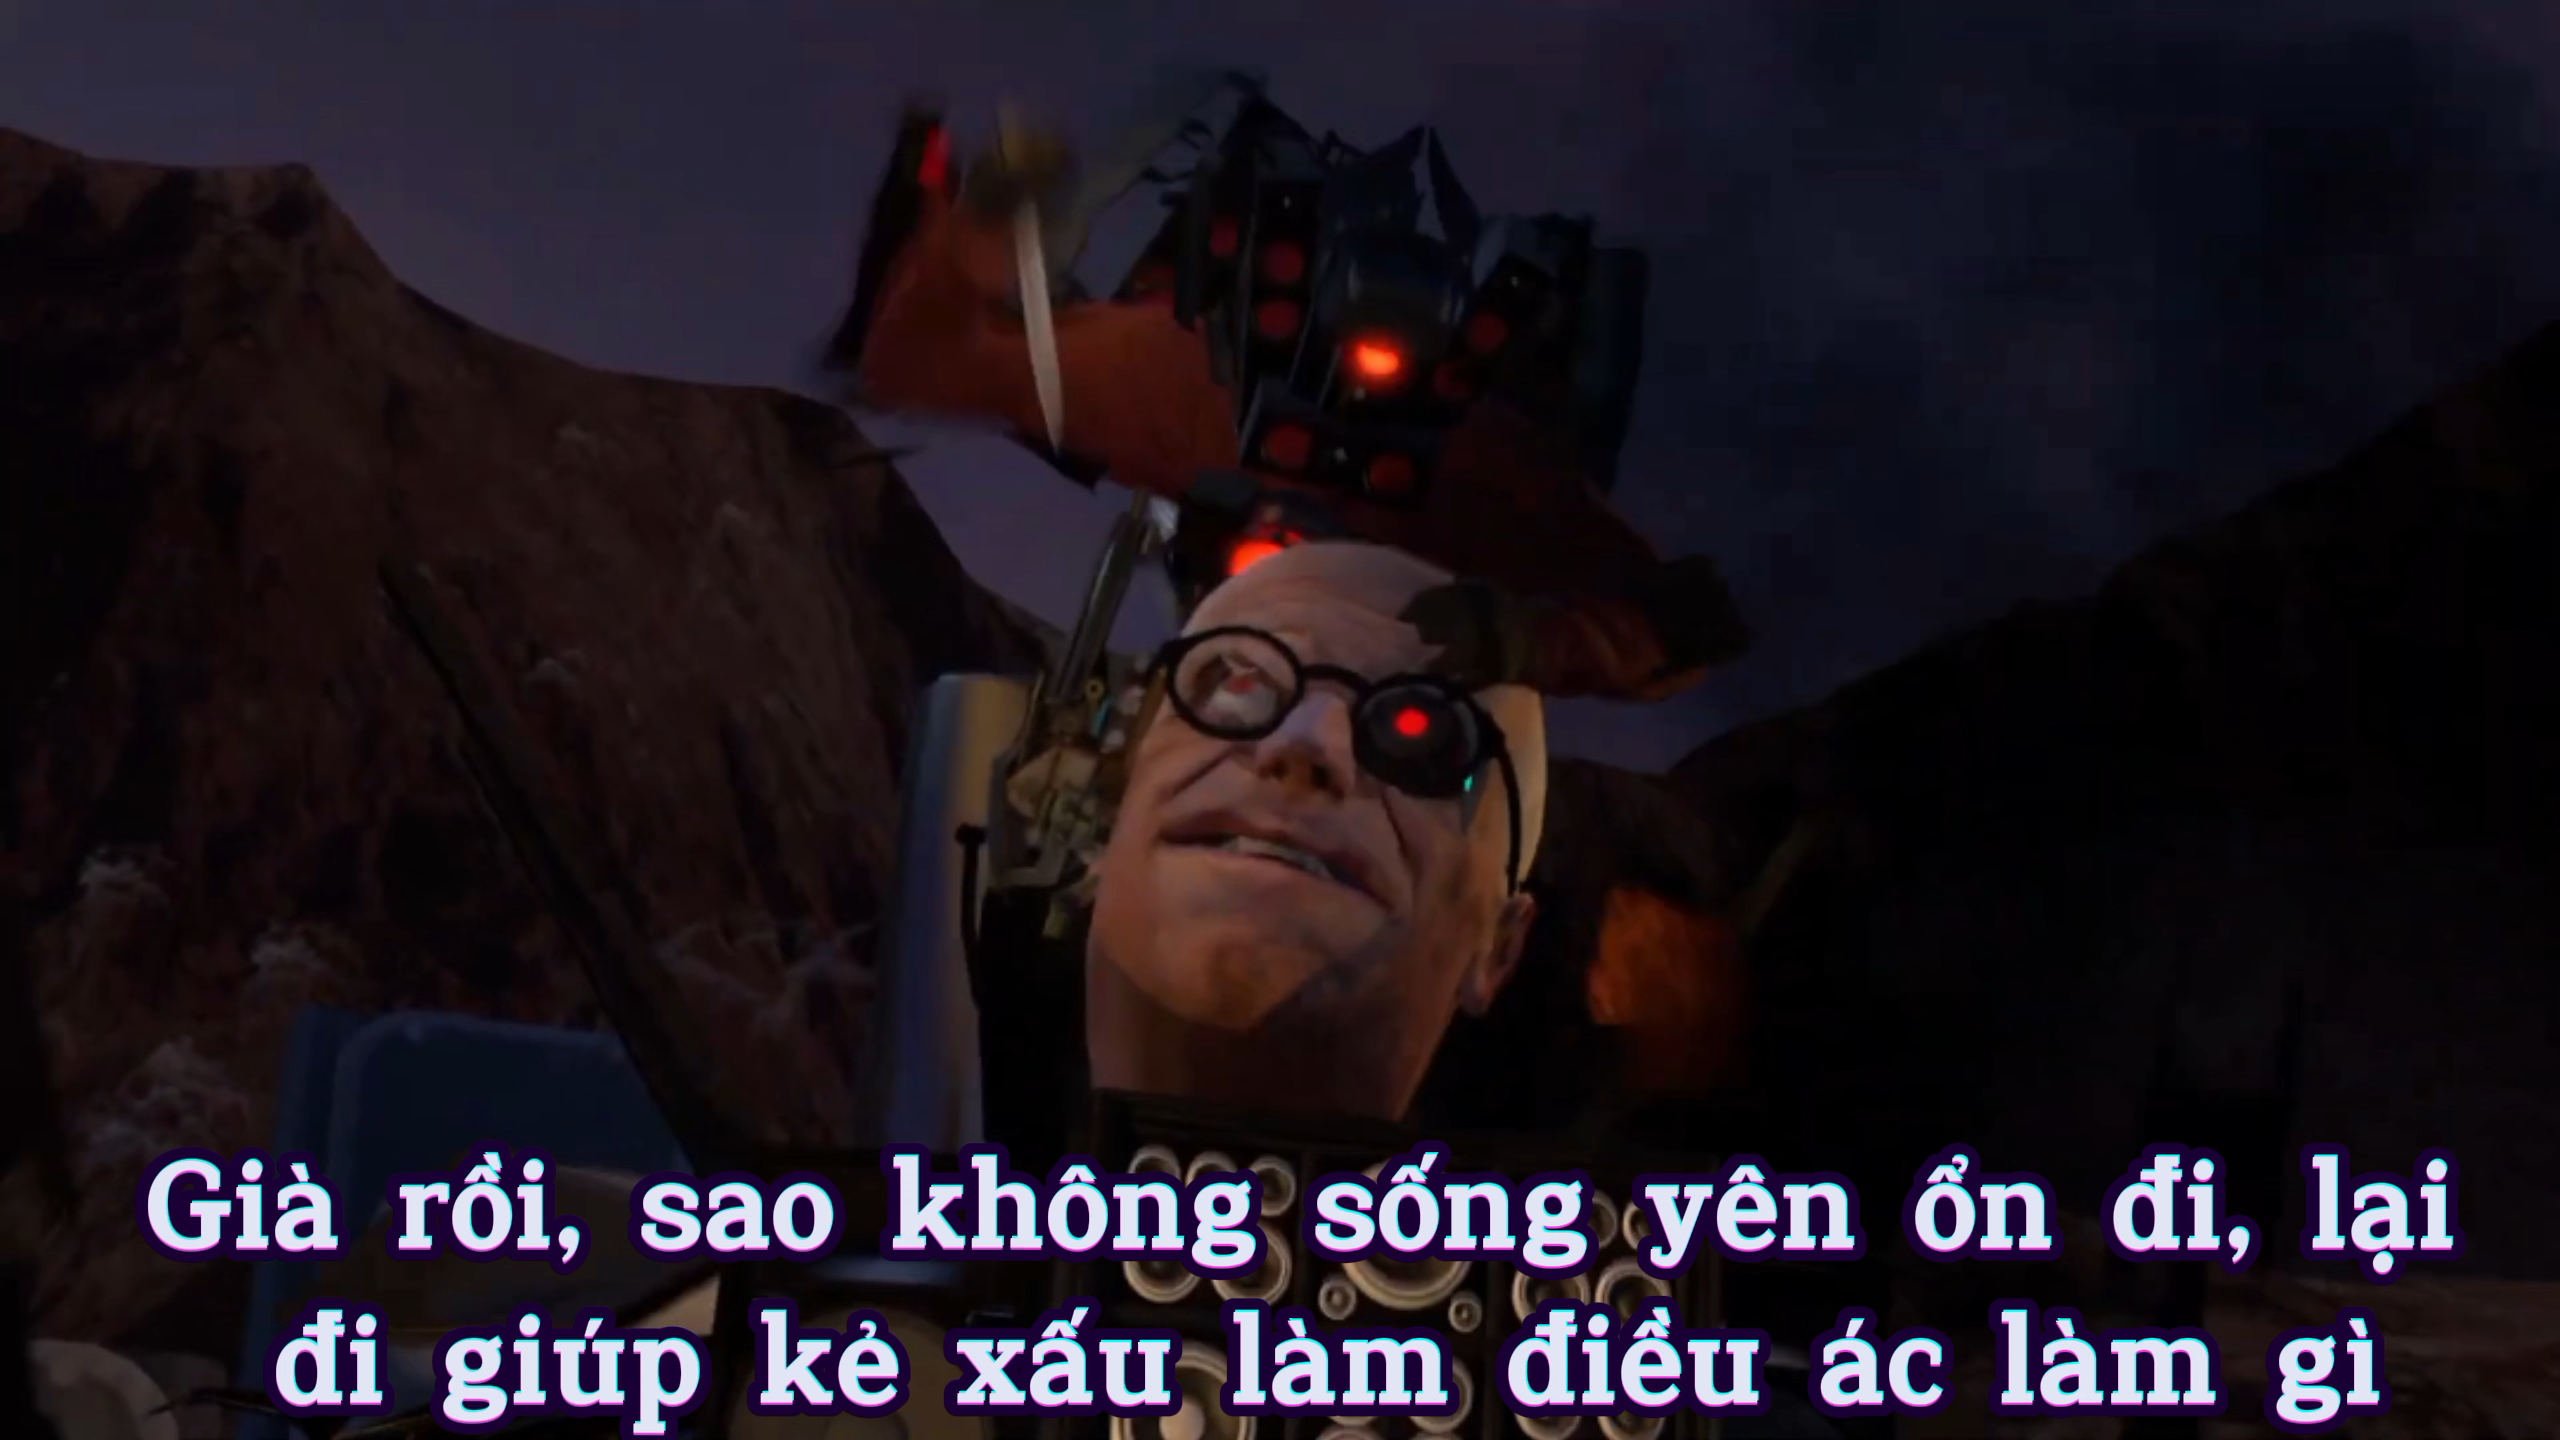 Già rồi, sao không sống yên ổn đi, lại
đi giúp kẻ xấu làm điều ác làm gì